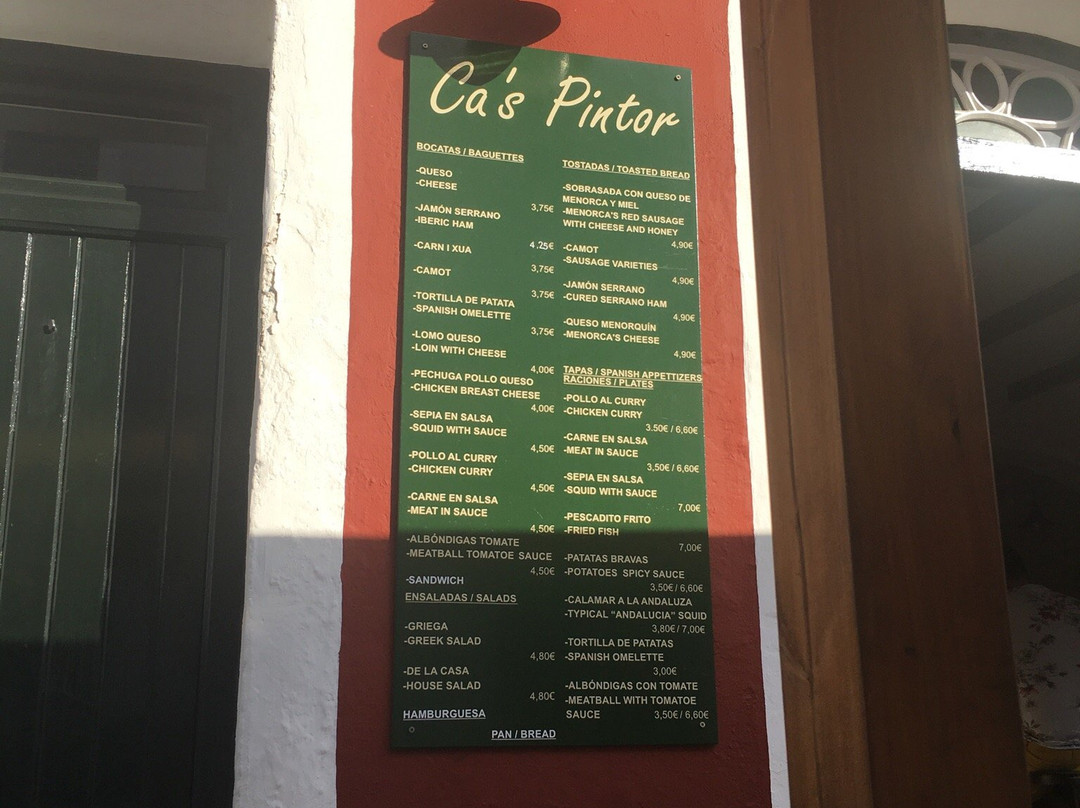 Ca's Pintor
BOCATAS / BAGUETTES
-QUESO
-CHEESE
3,75€
-JAMÓN SERRANO
-IBERIC HAM
4.25€
-CARN I XUA
3,75€
-CAMOT
3,75€
-TORTILLA DE PATATA
-SPANISH OMELETTE
3,75€
-LOMO QUESO
-LOIN WITH CHEESE
4,00€
-PECHUGA POLLO QUESO
-CHICKEN BREAST CHEESE
4,00€
-SEPIA EN SALSA
-SQUID WITH SAUCE
4,50€
-POLLO AL CURRY
-CHICKEN CURRY
4,50€
-CARNE EN SALSA
-MEAT IN SAUCE
4,50€
-ALBÓNDIGAS TOMATE
-MEATBALL TOMATOE SAUCE
4,50€
-SANDWICH
ENSALADAS / SALADS
-GRIEGA
-GREEK SALAD
4,80€
-DE LA CASA
-HOUSE SALAD
4,80€
HAMBURGUESA
TOSTADAS / TOASTED BREAD
-SOBRASADA CON QUESO DE
MENORCA Y MIEL
-MENORCA'S RED SAUSAGE
WITH CHEESE AND HONEY
4,90€
-CAMOT
-SAUSAGE VARIETIES
4,90€
-JAMÓN SERRANO
-CURED SERRANO HAM
4,90€
-QUESO MENORQUÍN
-MENORCA'S CHEESE
4,90€
TAPAS / SPANISH APPETTIZERS
RACIONES / PLATES
-POLLO AL CURRY
-CHICKEN CURRY
3.50€ / 6,60€
-CARNE EN SALSA
-MEAT IN SAUCE
3,50€ / 6,60€
-SEPIA EN SALSA
-SQUID WITH SAUCE
7,00€
-PESCADITO FRITO
-FRIED FISH
7,00€
-PATATAS BRAVAS
-POTATOES SPICY SAUCE
3,50€ / 6,60€
-CALAMAR A LA ANDALUZA
-TYPICAL "ANDALUCIA" SQUID
3,80€ / 7,00€
-TORTILLA DE PATATAS
-SPANISH OMELETTE
3,00€
-ALBÓNDIGAS CON TOMATE
-MEATBALL WITH TOMATOE
SAUCE 3,50€ / 6,60€
PAN / BREAD